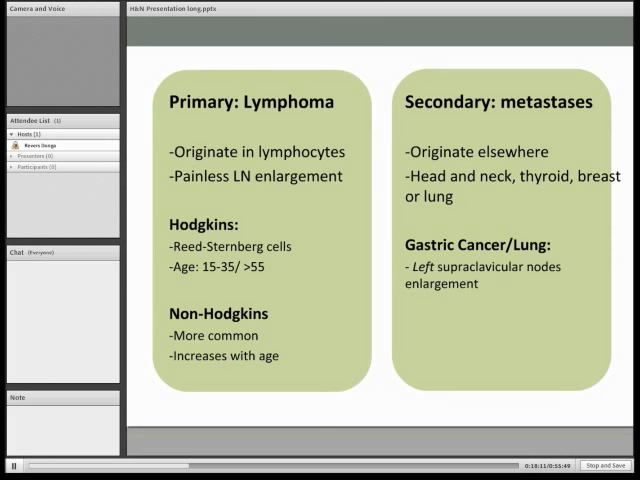 Camera and Voice
H&N Presentation long.pptx
Attendee List (1)
Hosts (1)
Revers Donga
Presenters (0)
Participants (0)
Chat (Everyone)
Note
Primary: Lymphoma
-Originate in lymphocytes
-Painless LN enlargement
Hodgkins:
-Reed-Sternberg cells
-Age: 15-35/ >55
Non-Hodgkins
-More common
-Increases with age
Secondary: metastases
-Originate elsewhere
-Head and neck, thyroid, breast
or lung
Gastric Cancer/Lung:
- Left supraclavicular nodes
enlargement
0:18:11/0:55:49
Stop and Save